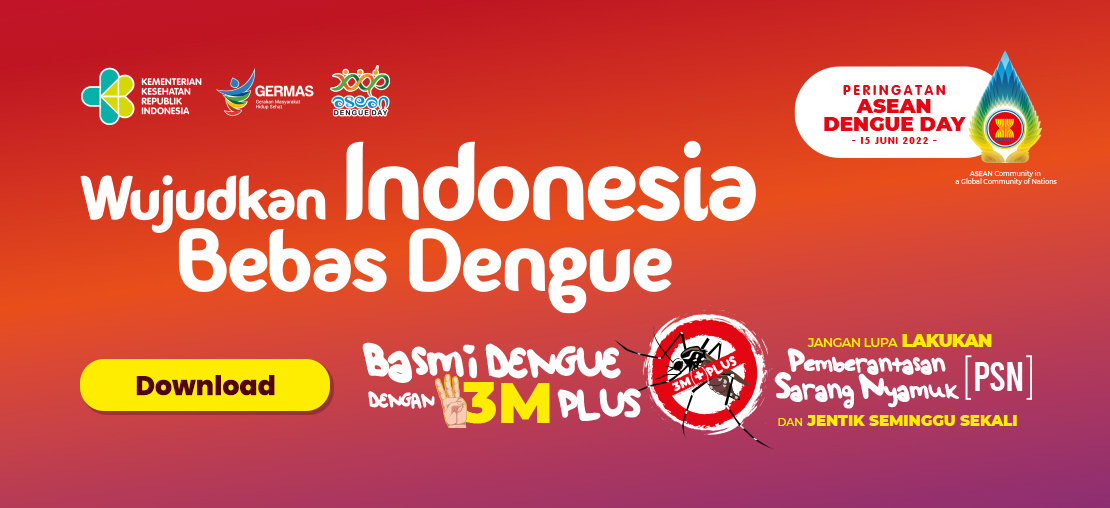 KEMENTERIAN
KESEHATAN
REPUBLIK
INDONESIA
GERMAS
Gerakan Masyarakat
Hidup Sehat
asean
DENGUE DAY
PERINGATAN
ASEAN
DENGUE DAY
- 15 JUNI 2022 -
ASEAN Community in
a Global Community of Nations
Wujudkan Indonesia
Bebas Dengue
Download
Basmi DENGUE
DENGAN 3M PLUS
3M + PLUS
JANGAN LUPA LAKUKAN
Pemberantasan
Sarang Nyamuk [PSN]
DAN JENTIK SEMINGGU SEKALI